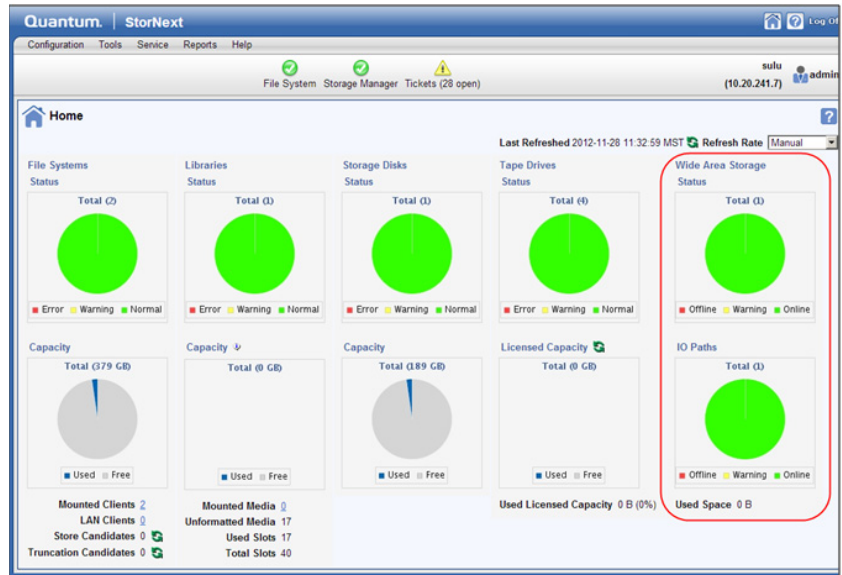 Quantum. StorNext Log Of
Configuration Tools Service Reports Help
File System Storage Manager Tickets (28 open)
sulu
(10.20.241.7)
admin
Home
Last Refreshed 2012-11-28 11:32:59 MST Refresh Rate Manual
File Systems Libraries Storage Disks Tape Drives Wide Area Storage
Status Status Status Status Status
Total (2) Total (1) Total (1) Total (4) Total (1)
Error Warning Normal Error Warning Normal Error Warning Normal Error Warning Normal Offline Warning Online
Capacity Capacity Capacity Licensed Capacity IO Paths
Total (379 GB) Total (0 GB) Total (189 GB) Total (0 GB) Total (1)
Used Free Used Free Used Free Used Free Offline Warning Online
Mounted Clients 2 Mounted Media 0 Used Licensed Capacity 0 B (0%) Used Space 0 B
LAN Clients 0 Unformatted Media 17
Store Candidates 0 Used Slots 17
Truncation Candidates 0 Total Slots 40